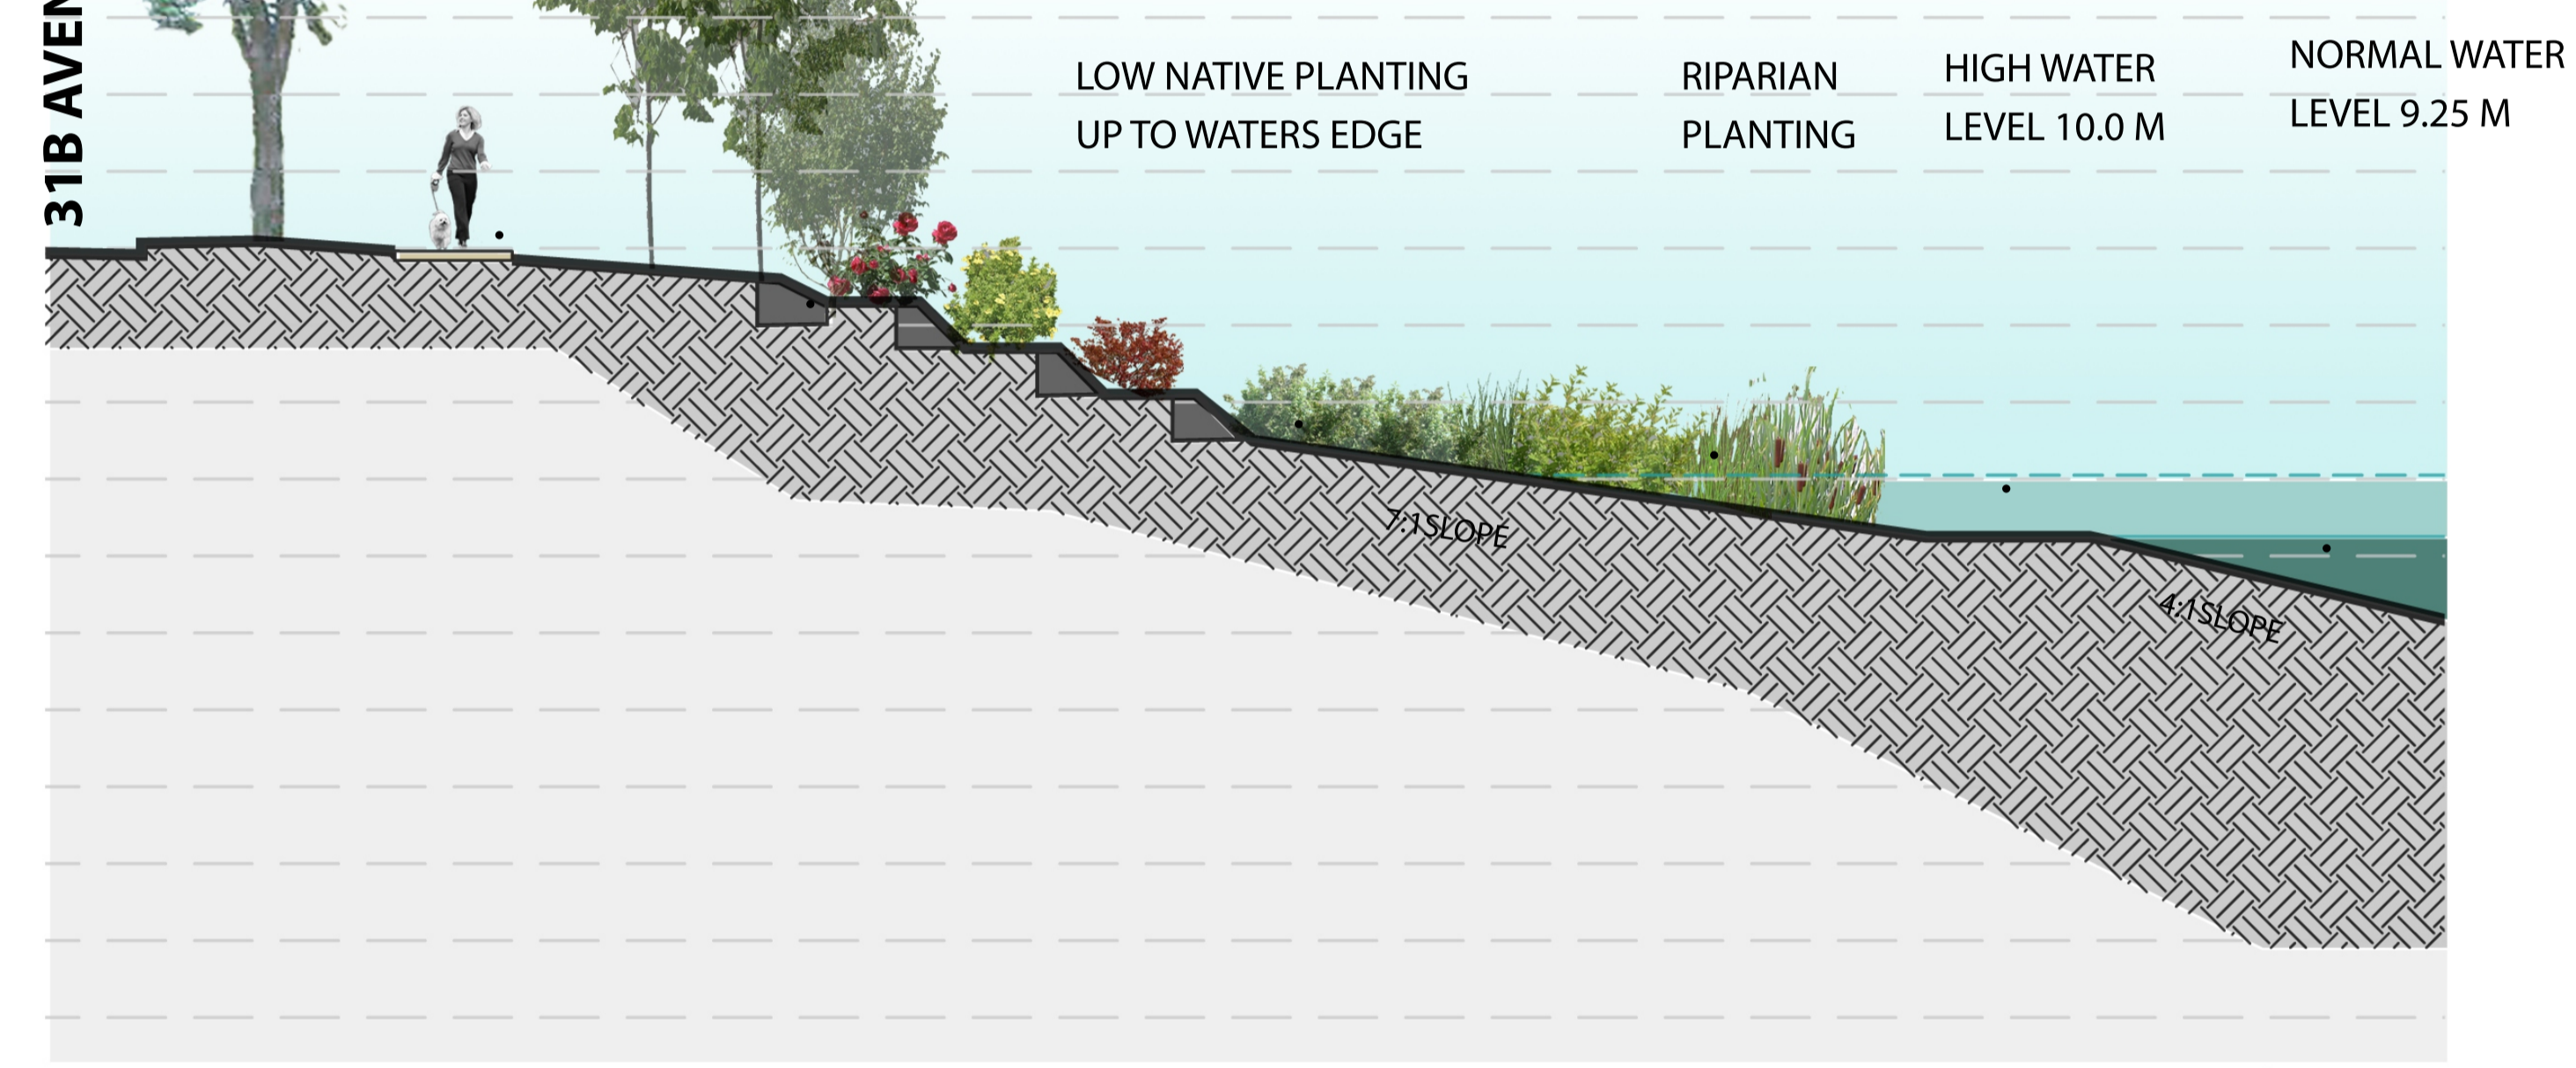 31B AVEN
LOW NATIVE PLANTING
UP TO WATERS EDGE
RIPARIAN
PLANTING
HIGH WATER
LEVEL 10.0 M
NORMAL WATER
LEVEL 9.25 M
7:1SLOPE
4:1SLOPE